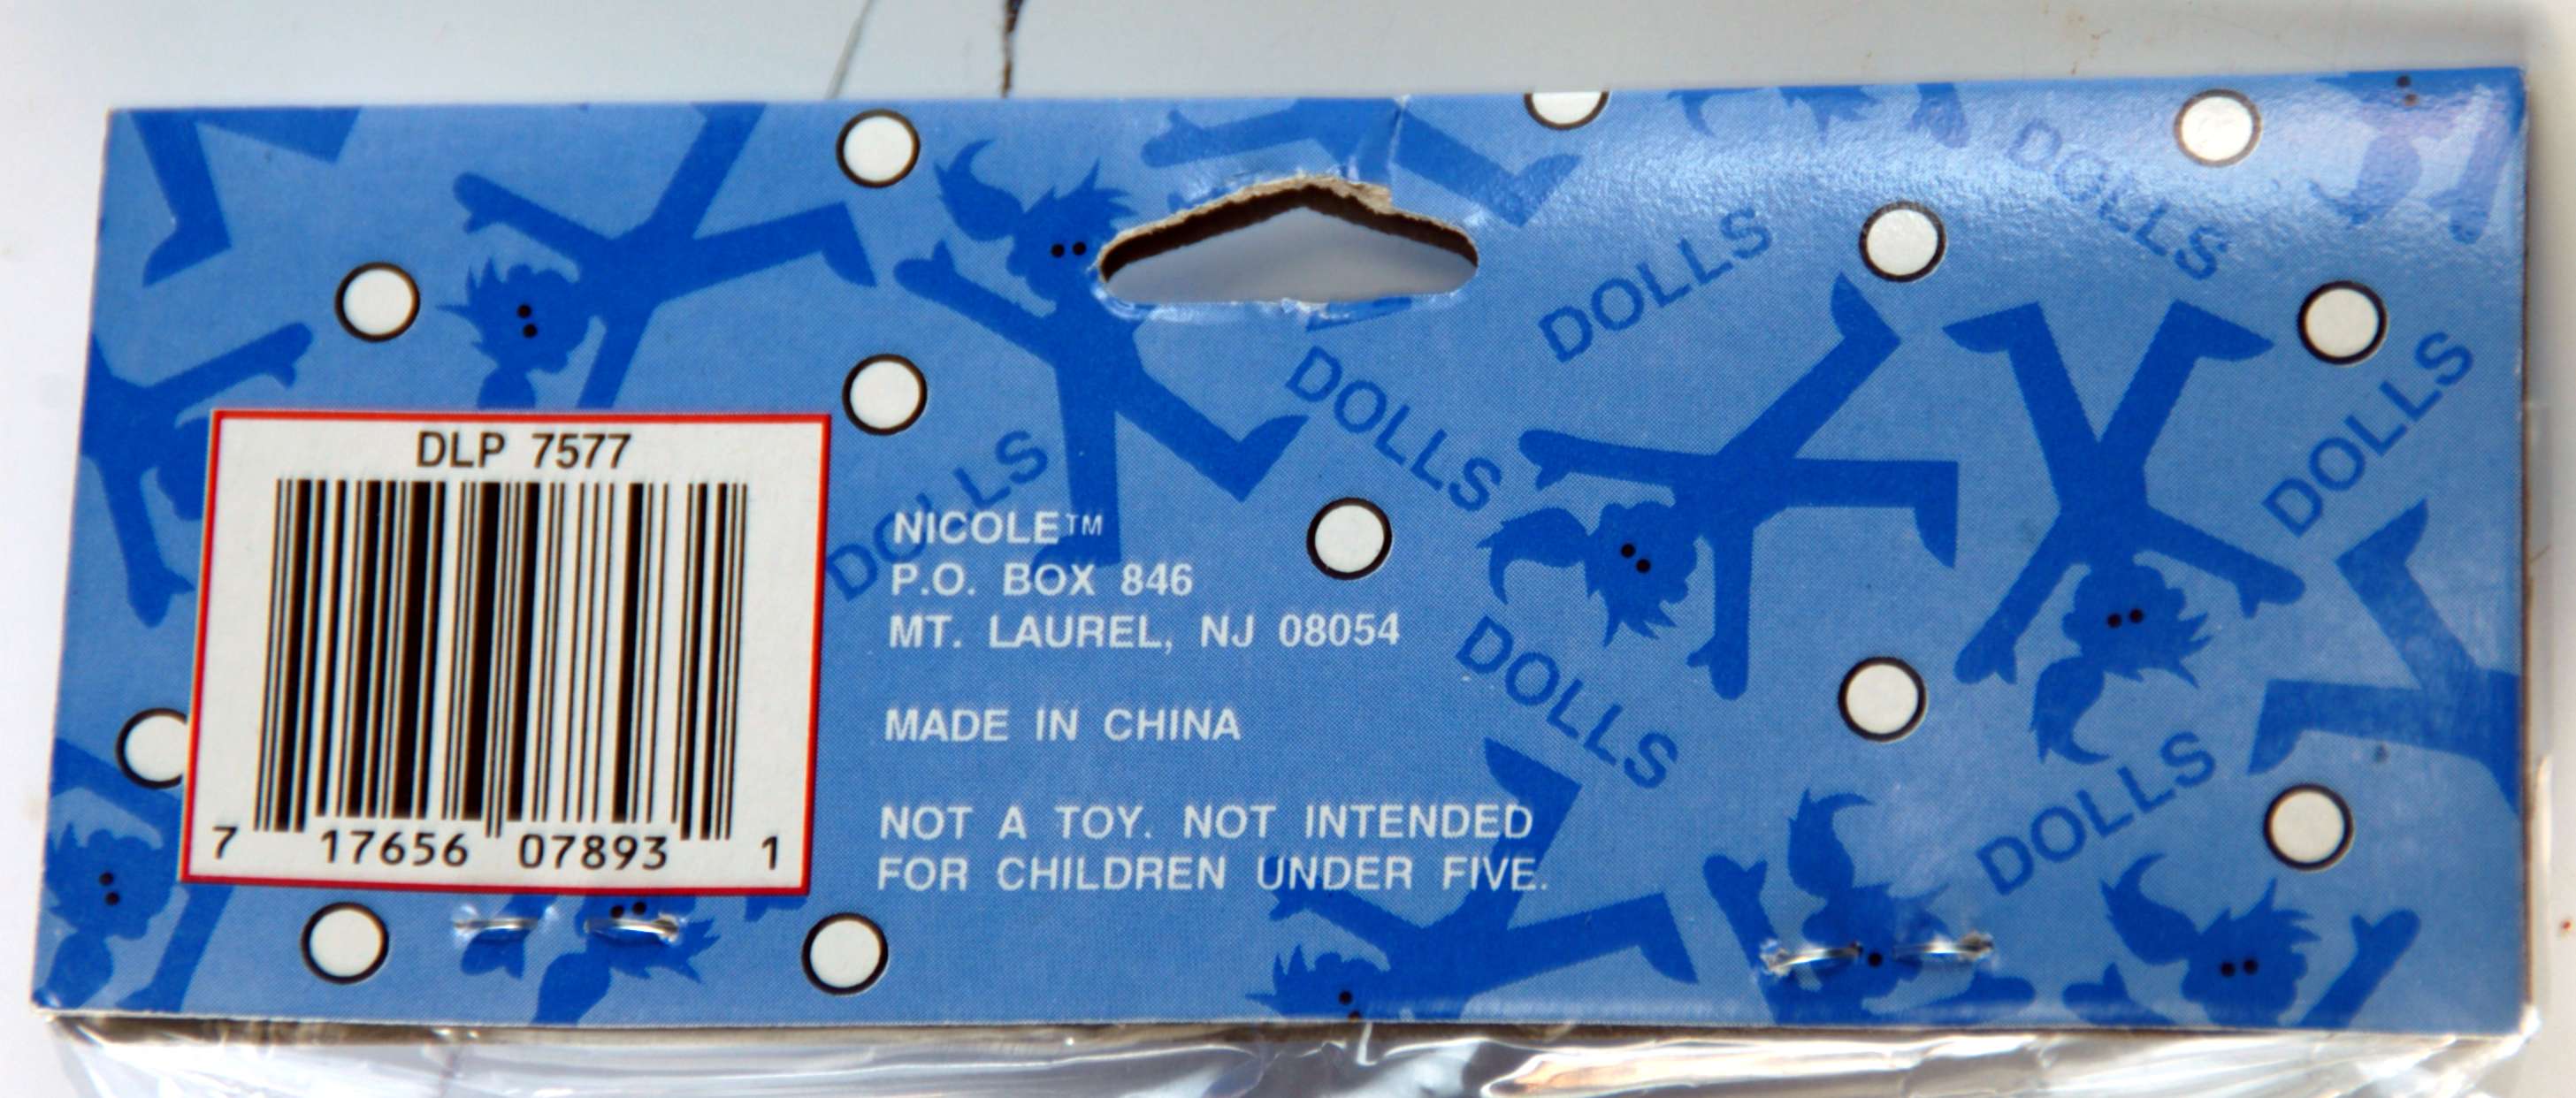 DOLLS
DOLLS
DOLLS
DOLLS
DOLLS
DLP 7577
7 17656 07893 1
DOLLS
NICOLE™
P.O. BOX 846
MT. LAUREL, NJ 08054
MADE IN CHINA
NOT A TOY. NOT INTENDED
FOR CHILDREN UNDER FIVE.
DOLLS
DOLLS